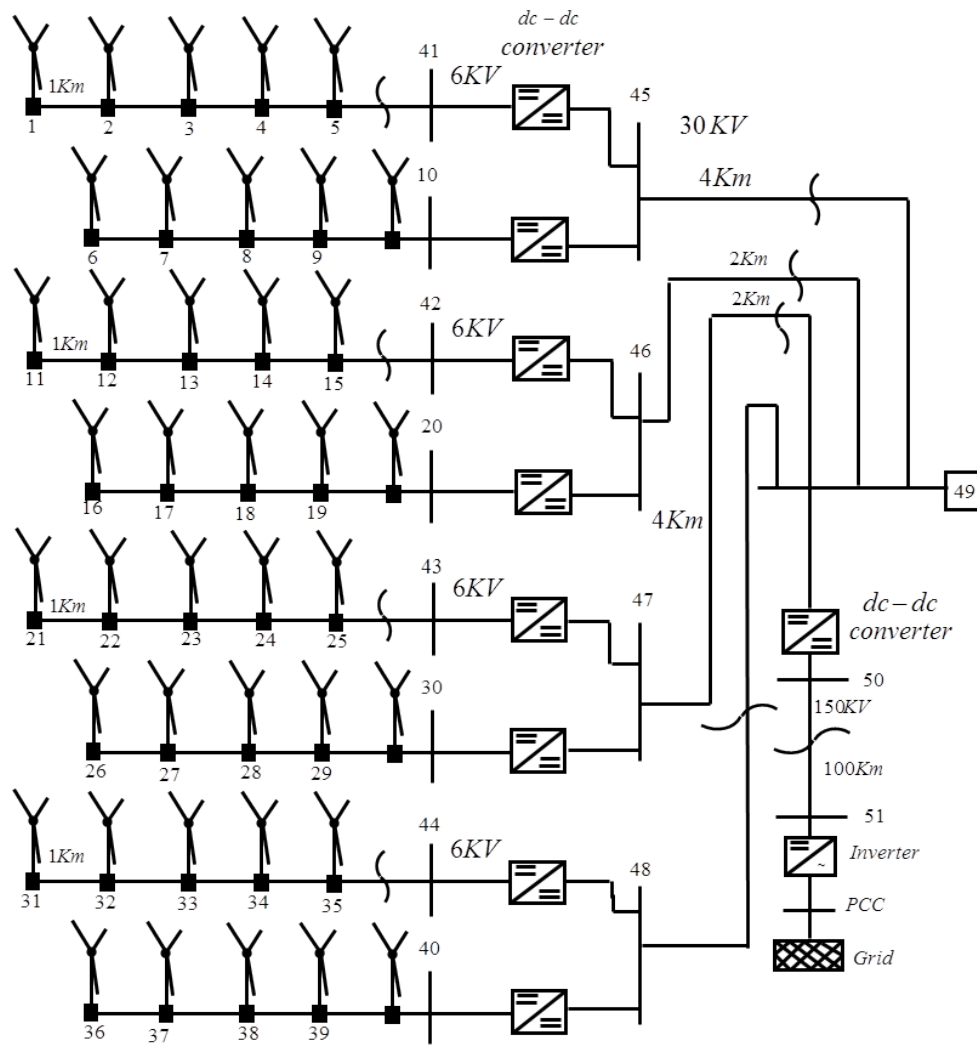 dc – dc
converter
41
6KV
1Km
45
1
2
3
4
5
30KV
4Km
10
6
7
8
9
2Km
2Km
42
6KV
1Km
46
11
12
13
14
15
20
16
17
18
19
4Km
49
43
6KV
1Km
47
21
22
23
24
25
dc – dc
converter
30
50
150KV
26
27
28
29
100Km
44
6KV
51
1Km
48
Inverter
~
31
32
33
34
35
PCC
40
Grid
36
37
38
39